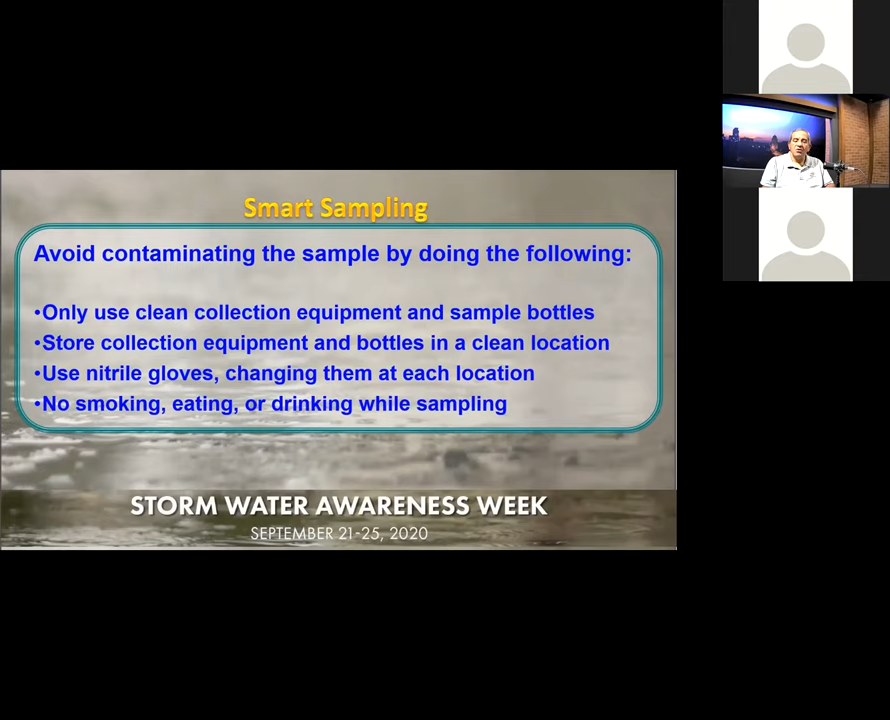 Smart Sampling
Avoid contaminating the sample by doing the following:
•Only use clean collection equipment and sample bottles
•Store collection equipment and bottles in a clean location
•Use nitrile gloves, changing them at each location
•No smoking, eating, or drinking while sampling
STORM WATER AWARENESS WEEK
SEPTEMBER 21-25, 2020